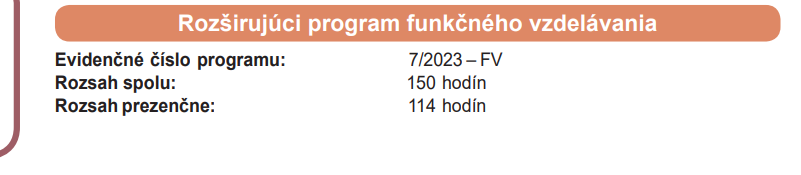 Rozširujúci program funkčného vzdelávania
Evidenčné číslo programu: 7/2023 – FV
Rozsah spolu: 150 hodín
Rozsah prezenčne: 114 hodín